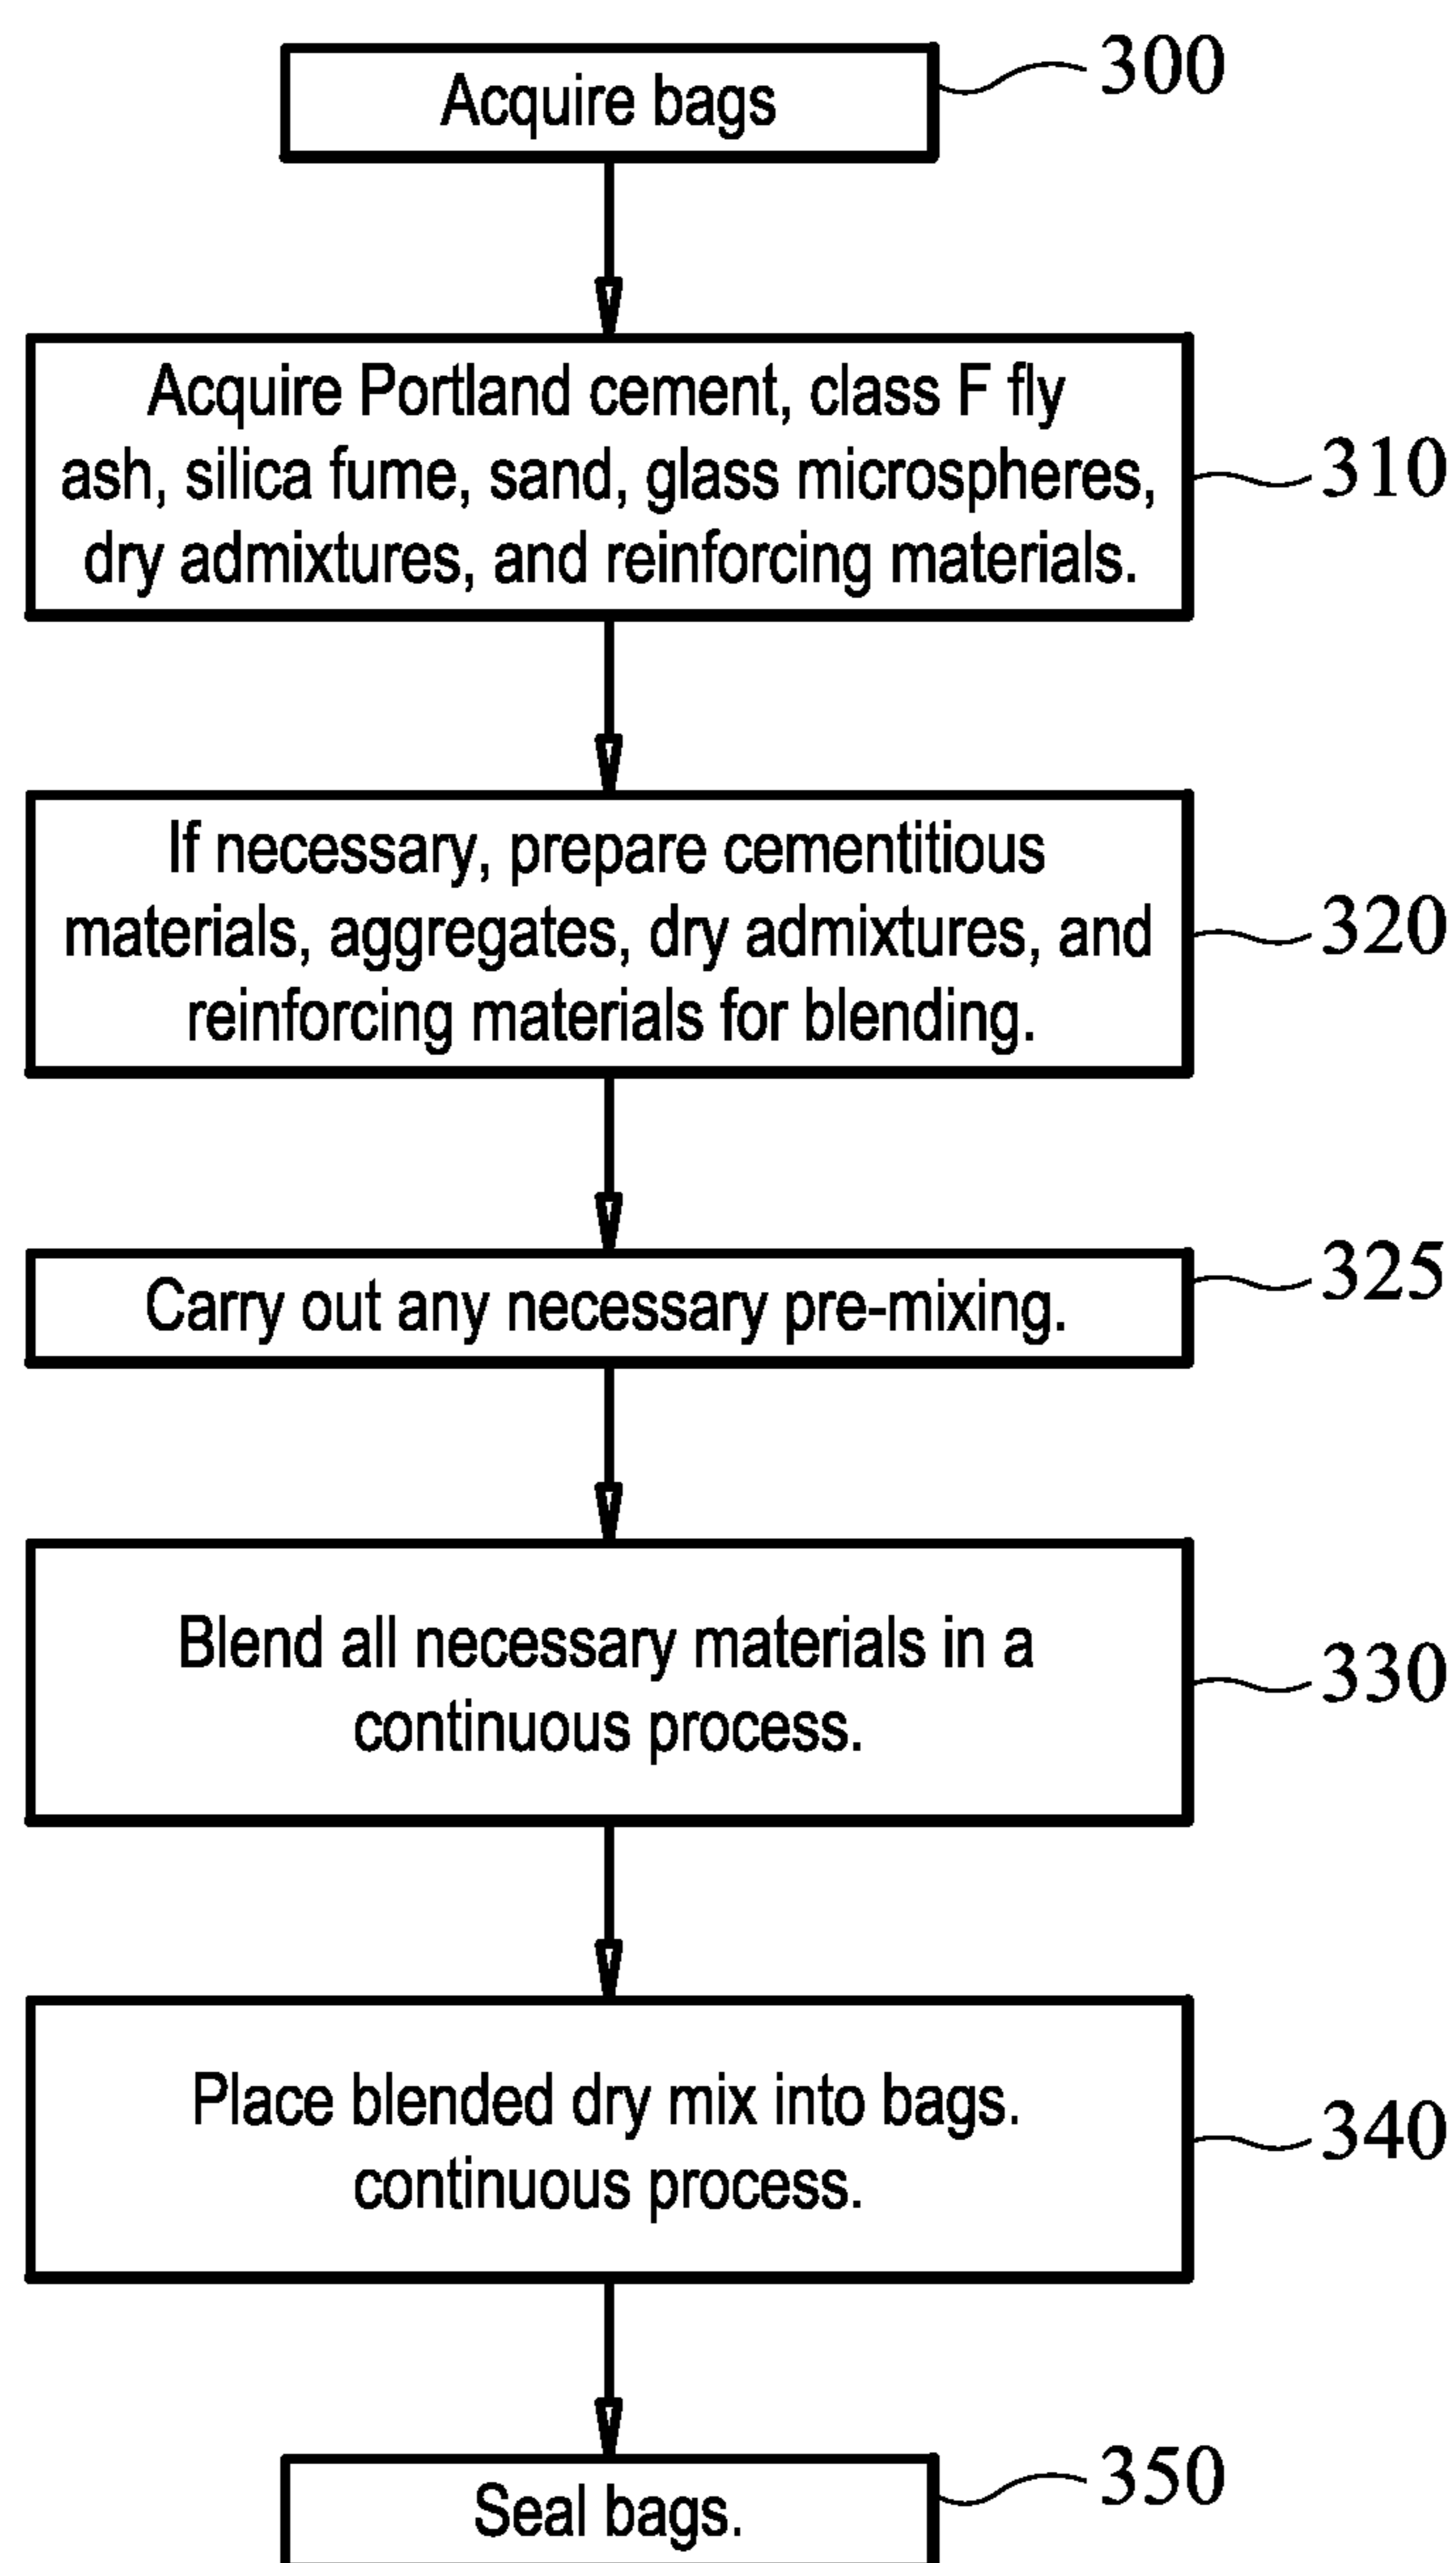 Acquire bags
300
Acquire Portland cement, class F fly
ash, silica fume, sand, glass microspheres,
dry admixtures, and reinforcing materials.
310
If necessary, prepare cementitious
materials, aggregates, dry admixtures, and
reinforcing materials for blending.
320
Carry out any necessary pre-mixing.
325
Blend all necessary materials in a
continuous process.
330
Place blended dry mix into bags.
continuous process.
340
Seal bags.
350